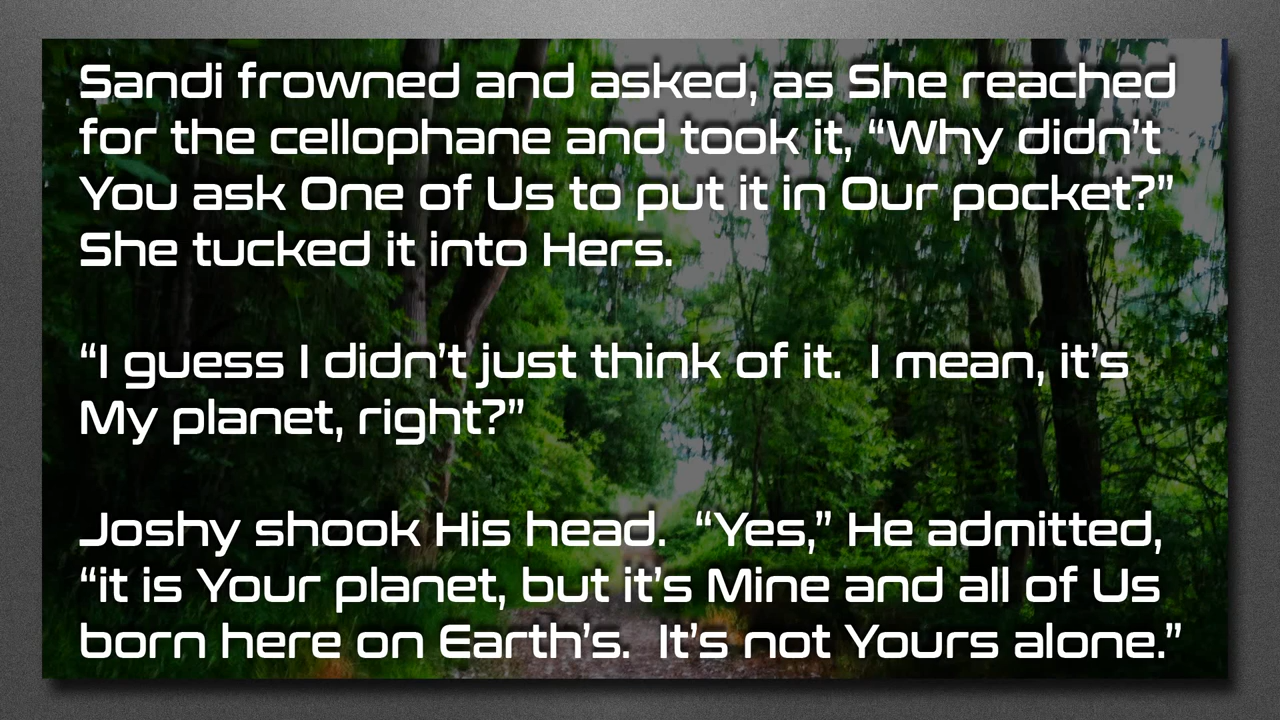 Sandi frowned and asked, as She reached
for the cellophane and took it, “Why didn’t
You ask One of Us to put it in Our pocket?”
She tucked it into Hers.
“I guess I didn’t just think of it.  I mean, it’s
My planet, right?”
Joshy shook His head.  “Yes,” He admitted,
“it is Your planet, but it’s Mine and all of Us
born here on Earth’s.  It’s not Yours alone.”